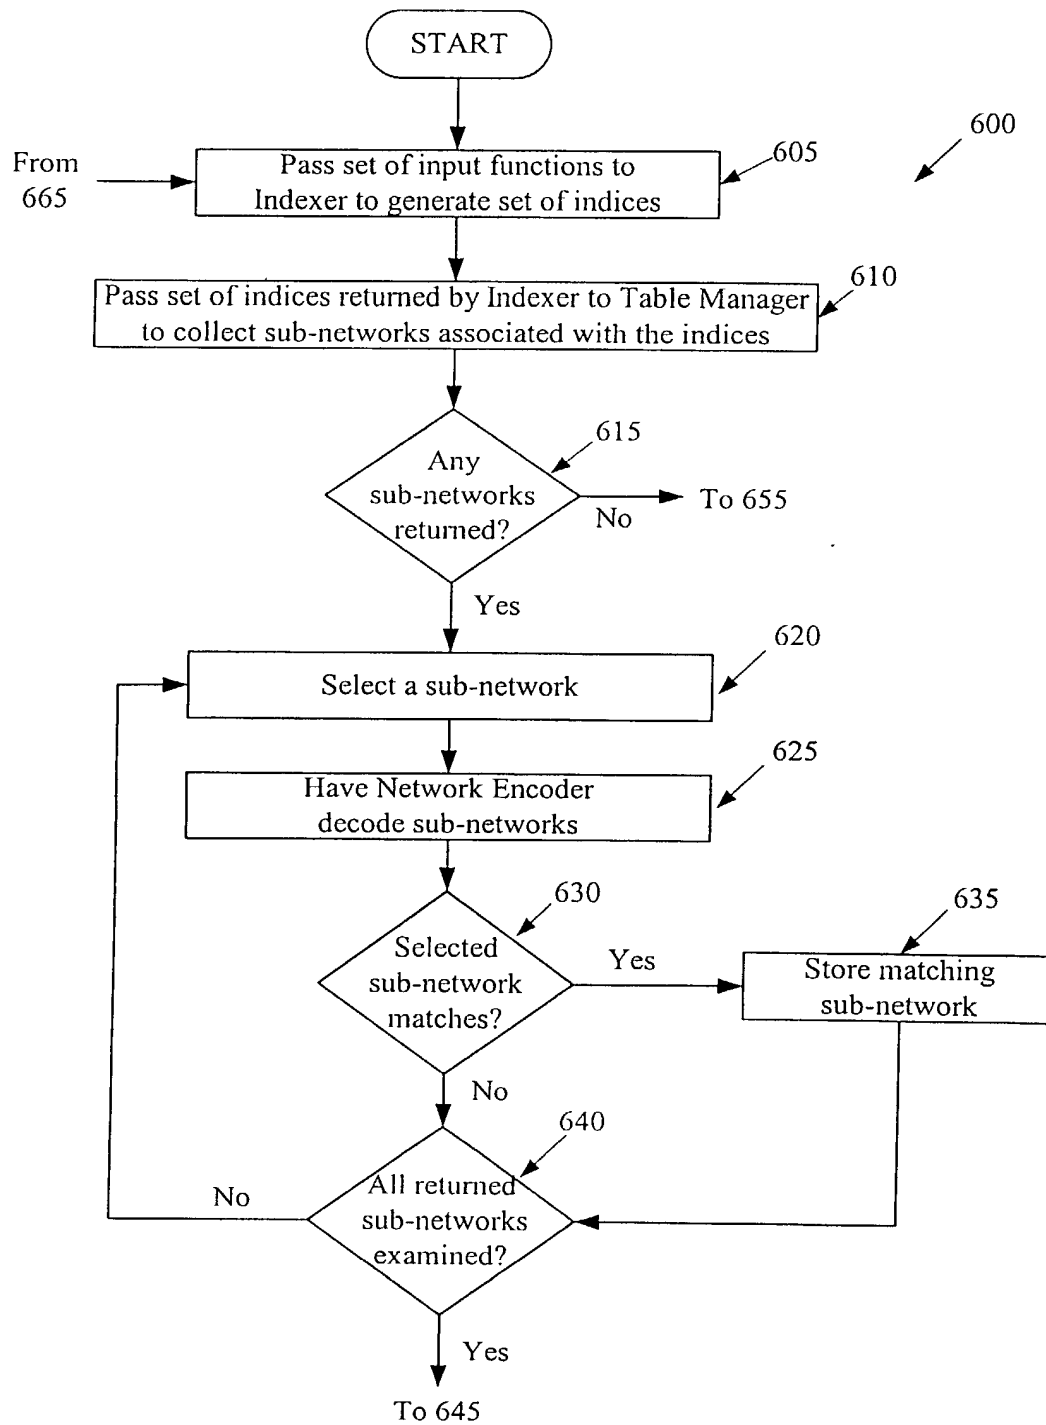 START
600
From
665
Pass set of input functions to
Indexer to generate set of indices
605
610
Pass set of indices returned by Indexer to Table Manager
to collect sub-networks associated with the indices
615
Any
sub-networks
returned?
No
To 655
Yes
620
Select a sub-network
625
Have Network Encoder
decode sub-networks
630
635
Selected
sub-network
matches?
Yes
Store matching
sub-network
No
640
All returned
sub-networks
examined?
No
Yes
To 645